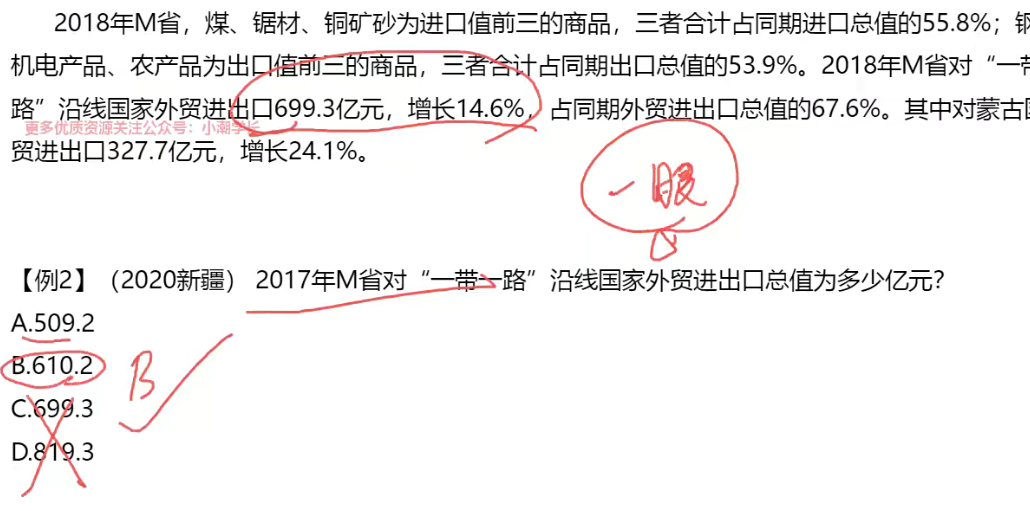 2018年M省，煤、锯材、铜矿砂为进口值前三的商品，三者合计占同期进口总值的55.8%；钢
机电产品、农产品为出口值前三的商品，三者合计占同期出口总值的53.9%。2018年M省对“一带
路”沿线国家外贸进出口699.3亿元，增长14.6%，占同期外贸进出口总值的67.6%。其中对蒙古国
更多优质资源关注公众号：小潮学长
贸进出口327.7亿元，增长24.1%。
一眼
【例2】（2020新疆） 2017年M省对“一带一路”沿线国家外贸进出口总值为多少亿元？
A.509.2
B.610.2
B
C.699.3
D.819.3